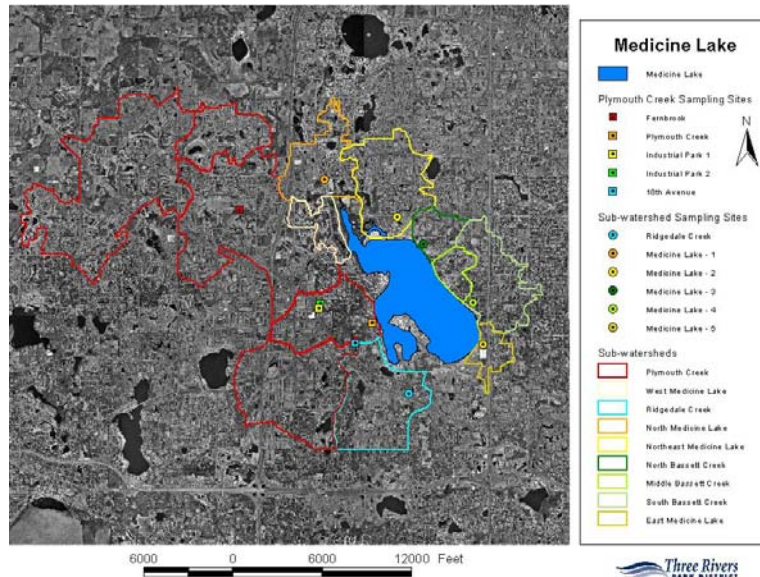 Medicine Lake
Medicine Lake
Plymouth Creek Sampling Sites
Fernbrook
Plymouth Creek
Industrial Park 1
Industrial Park 2
10th Avenue
N
Sub-watershed Sampling Sites
Ridgedale Creek
Medicine Lake - 1
Medicine Lake - 2
Medicine Lake - 3
Medicine Lake - 4
Medicine Lake - 5
Sub-watersheds
Plymouth Creek
West Medicine Lake
Ridgedale Creek
North Medicine Lake
Northeast Medicine Lake
North Bassett Creek
Middle Bassett Creek
South Bassett Creek
East Medicine Lake
6000 0 6000 12000 Feet
Three Rivers
PARK DISTRICT